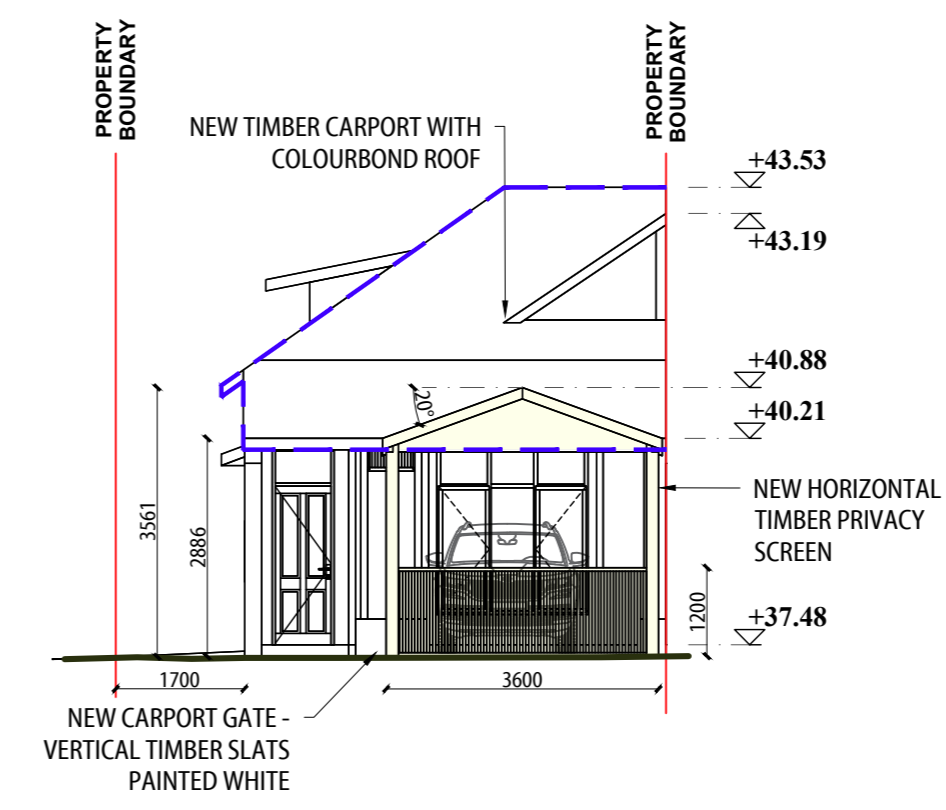 PROPERTY
BOUNDARY
PROPERTY
BOUNDARY
NEW TIMBER CARPORT WITH
COLOURBOND ROOF
+43.53
+43.19
+40.88
+40.21
20°
3561
2886
NEW HORIZONTAL
TIMBER PRIVACY
SCREEN
1200
+37.48
1700
3600
NEW CARPORT GATE -
VERTICAL TIMBER SLATS
PAINTED WHITE